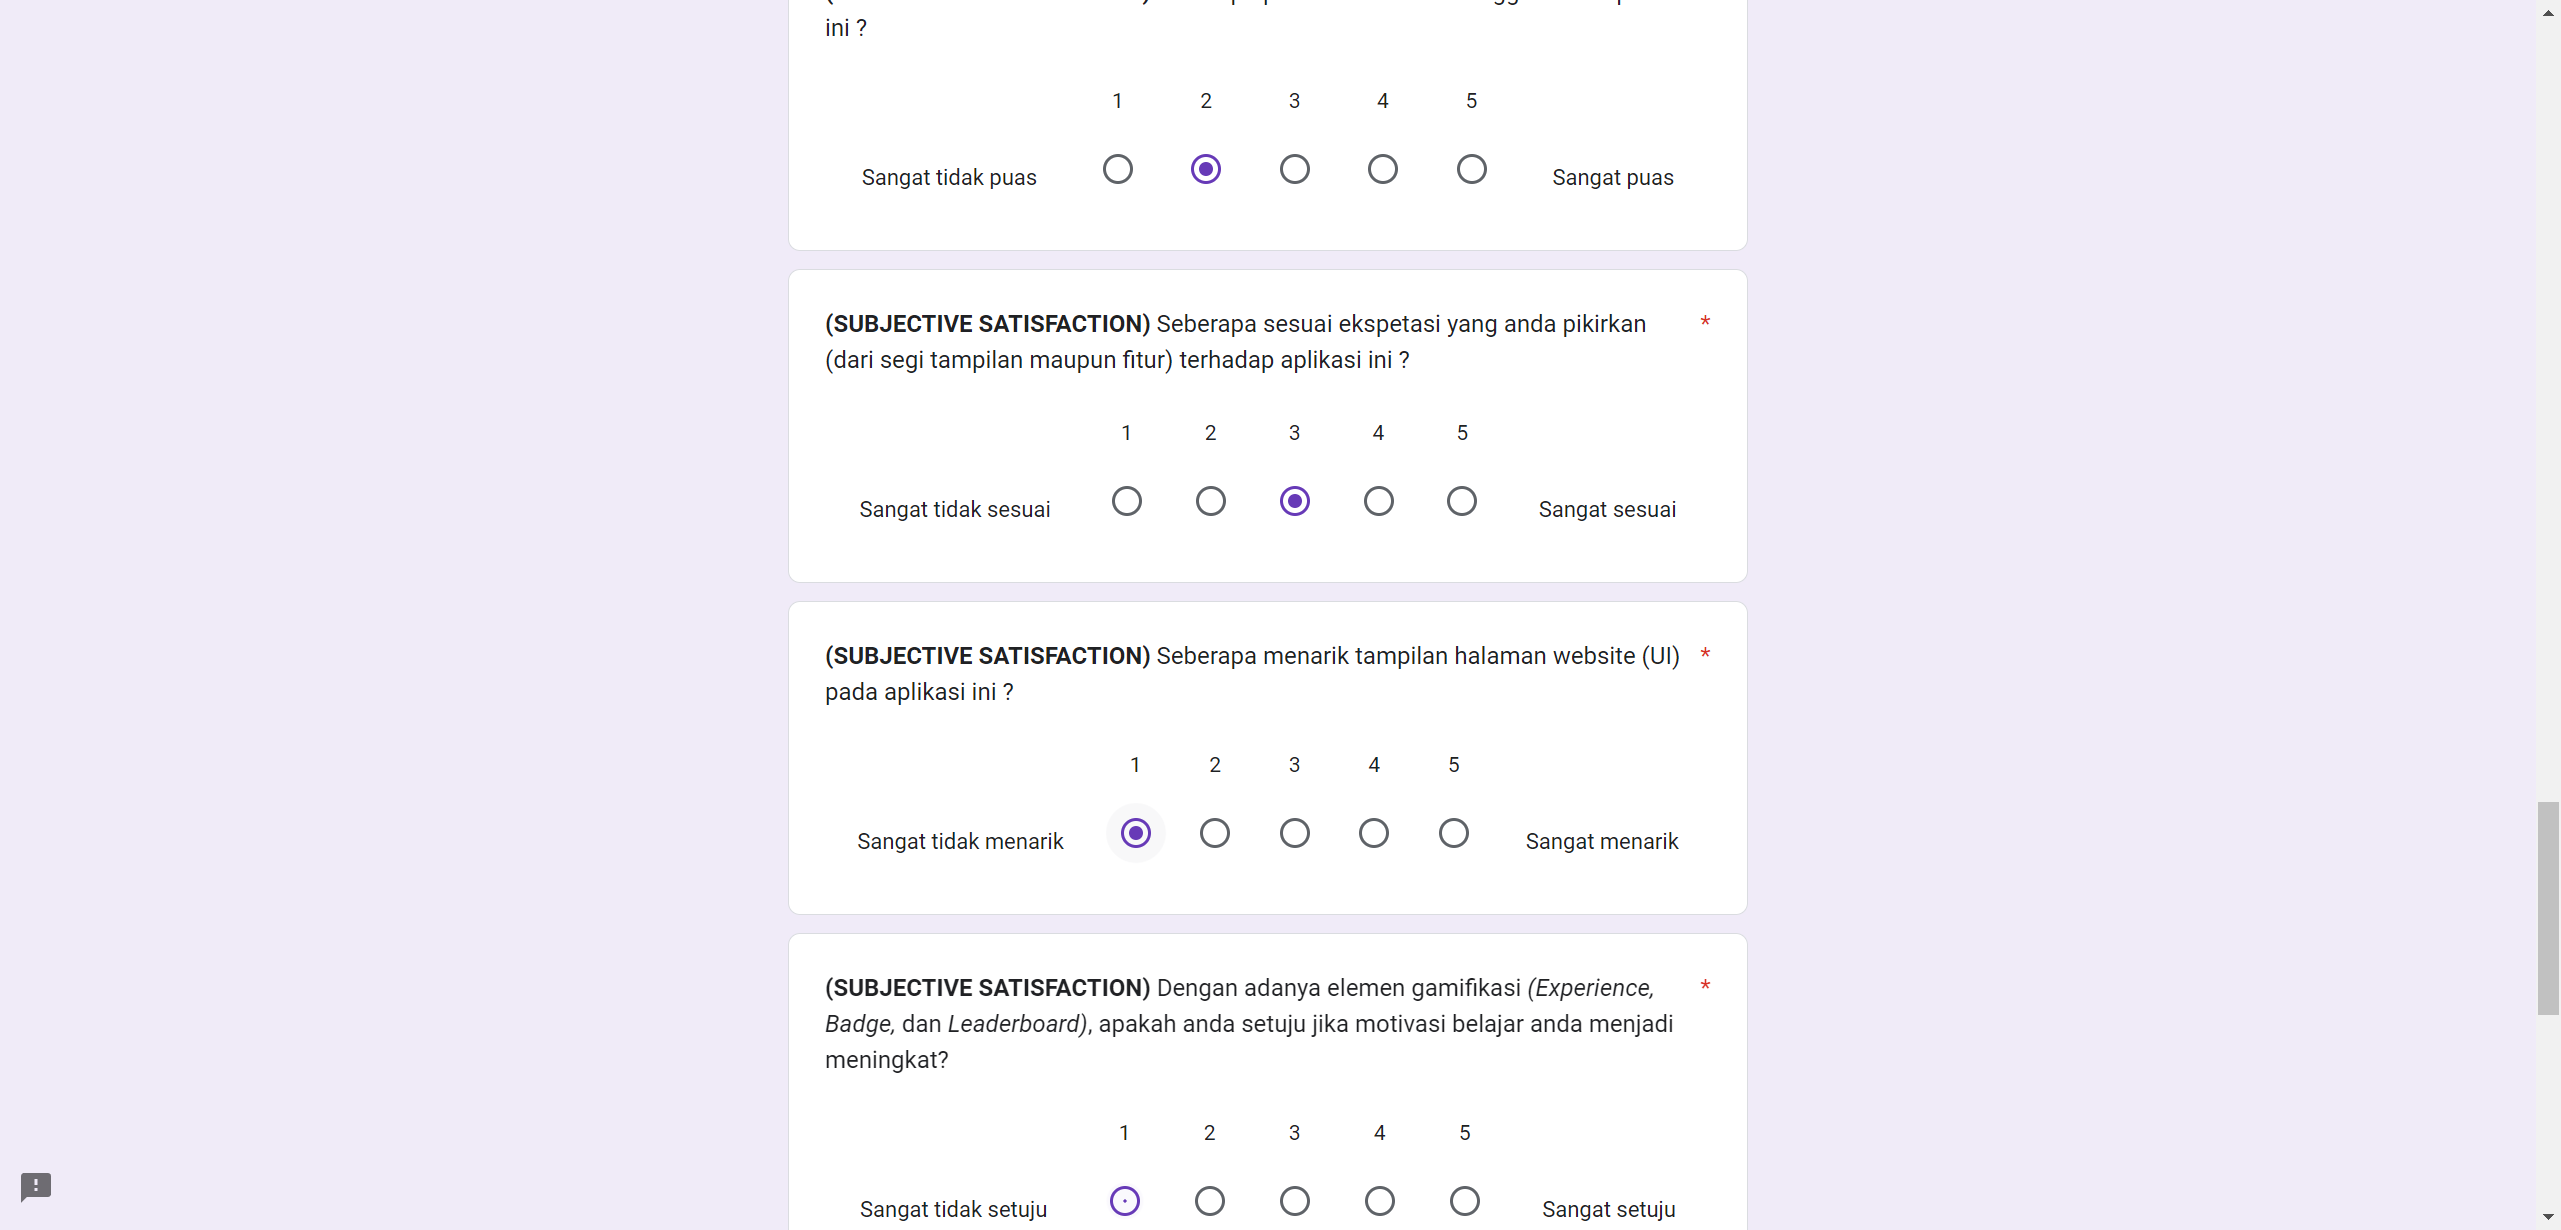 ini ?
1 2 3 4 5
Sangat tidak puas Sangat puas
(SUBJECTIVE SATISFACTION) Seberapa sesuai ekspetasi yang anda pikirkan *
(dari segi tampilan maupun fitur) terhadap aplikasi ini ?
1 2 3 4 5
Sangat tidak sesuai Sangat sesuai
(SUBJECTIVE SATISFACTION) Seberapa menarik tampilan halaman website (UI) *
pada aplikasi ini ?
1 2 3 4 5
Sangat tidak menarik Sangat menarik
(SUBJECTIVE SATISFACTION) Dengan adanya elemen gamifikasi (Experience, *
Badge, dan Leaderboard), apakah anda setuju jika motivasi belajar anda menjadi
meningkat?
1 2 3 4 5
Sangat tidak setuju Sangat setuju